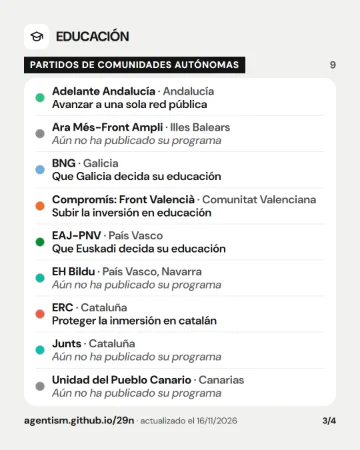 EDUCACIÓN
PARTIDOS DE COMUNIDADES AUTÓNOMAS 9
Adelante Andalucía · Andalucía
Avanzar a una sola red pública
Ara Més-Front Ampli · Illes Balears
Aún no ha publicado su programa
BNG · Galicia
Que Galicia decida su educación
Compromís: Front Valencià · Comunitat Valenciana
Subir la inversión en educación
EAJ-PNV · País Vasco
Que Euskadi decida su educación
EH Bildu · País Vasco, Navarra
Aún no ha publicado su programa
ERC · Cataluña
Proteger la inmersión en catalán
Junts · Cataluña
Aún no ha publicado su programa
Unidad del Pueblo Canario · Canarias
Aún no ha publicado su programa
agentism.github.io/29n · actualizado el 16/11/2026 3/4